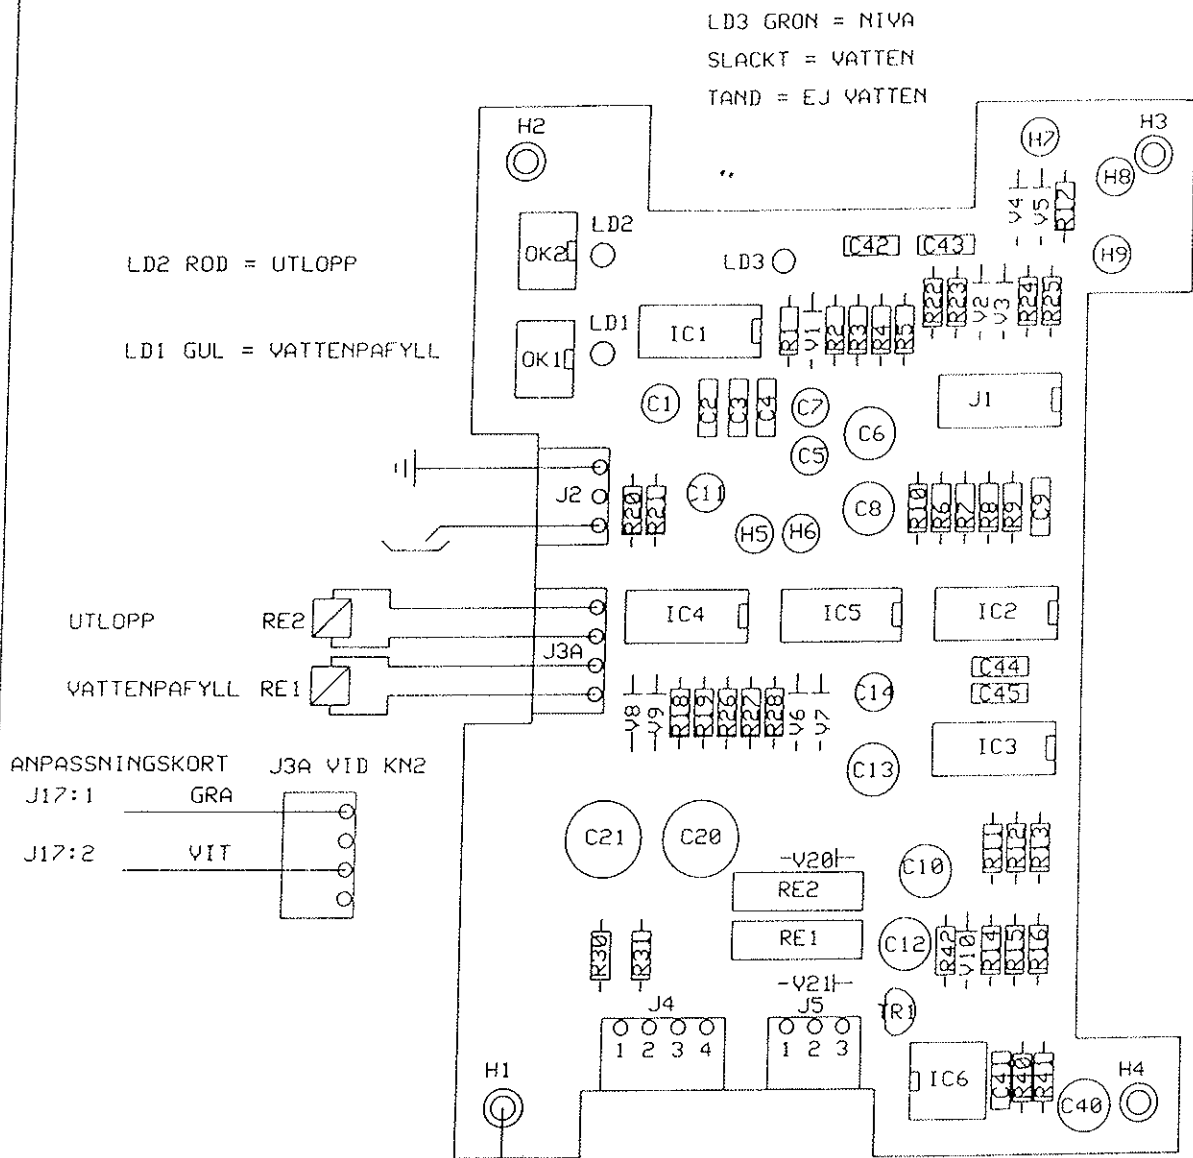 LD3 GRON = NIVA
SLACKT = VATTEN
TAND = EJ VATTEN
H2
H7
H3
H8
V4
V5
R17
H9
LD2
OK2
LD3
C42
C43
LD2 ROD = UTLOPP
R22
R23
V2
V3
R24
R25
LD1
OK1
IC1
R1
V1
R2
R3
R4
R5
LD1 GUL = VATTENPAFYLL
C1
C2
C3
C4
C7
C6
C5
J1
J2
R20
R21
C11
H5
H6
C8
R10
R6
R7
R8
R9
C9
UTLOPP
RE2
J3A
IC4
IC5
IC2
VATTENPAFYLL
RE1
C44
C45
V8
V9
R18
R19
R26
R27
R28
V6
V7
C14
C13
IC3
ANPASSNINGSKORT
J3A VID KN2
J17:1
GRA
J17:2
VIT
C21
C20
V20
RE2
RE1
V21
C10
R11
R12
R13
C12
R42
V10
R14
R15
R16
R30
R31
J4
J5
TR1
1 2 3 4
1 2 3
H1
IC6
C41
R40
R41
C40
H4